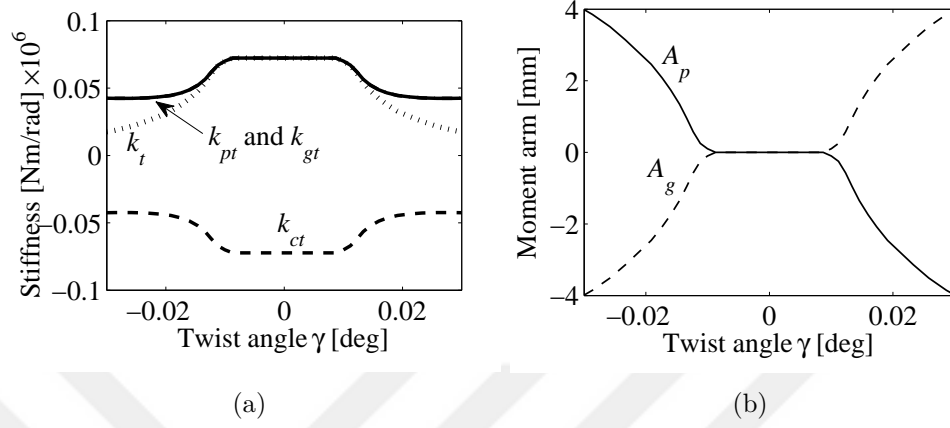 Stiffness [Nm/rad] ×10⁶
0.1
0.05
0
−0.05
−0.1
k_t
k_pt and k_gt
k_ct
−0.02
0
0.02
Twist angle γ [deg]
(a)
Moment arm [mm]
4
2
0
−2
−4
A_p
A_g
−0.02
0
0.02
Twist angle γ [deg]
(b)